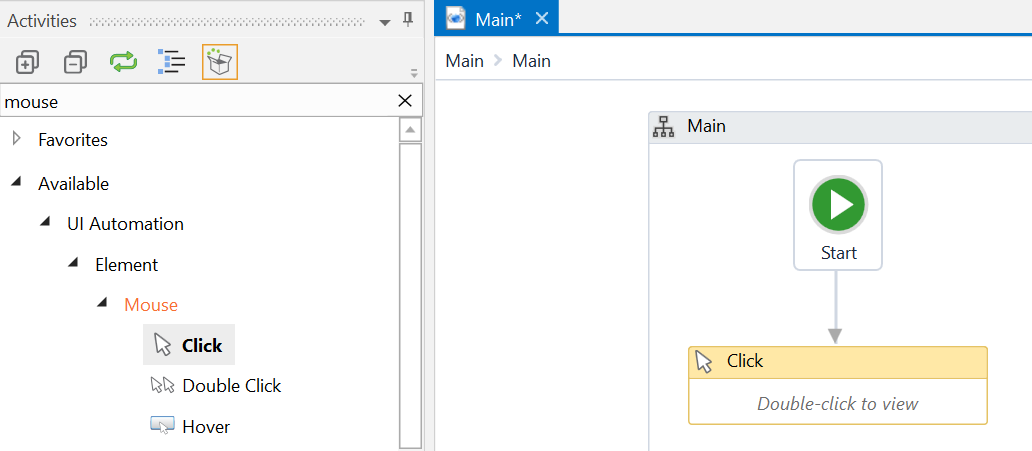 Activities
mouse
Favorites
Available
UI Automation
Element
Mouse
Click
Double Click
Hover
Main*
Main > Main
Main
Start
Click
Double-click to view